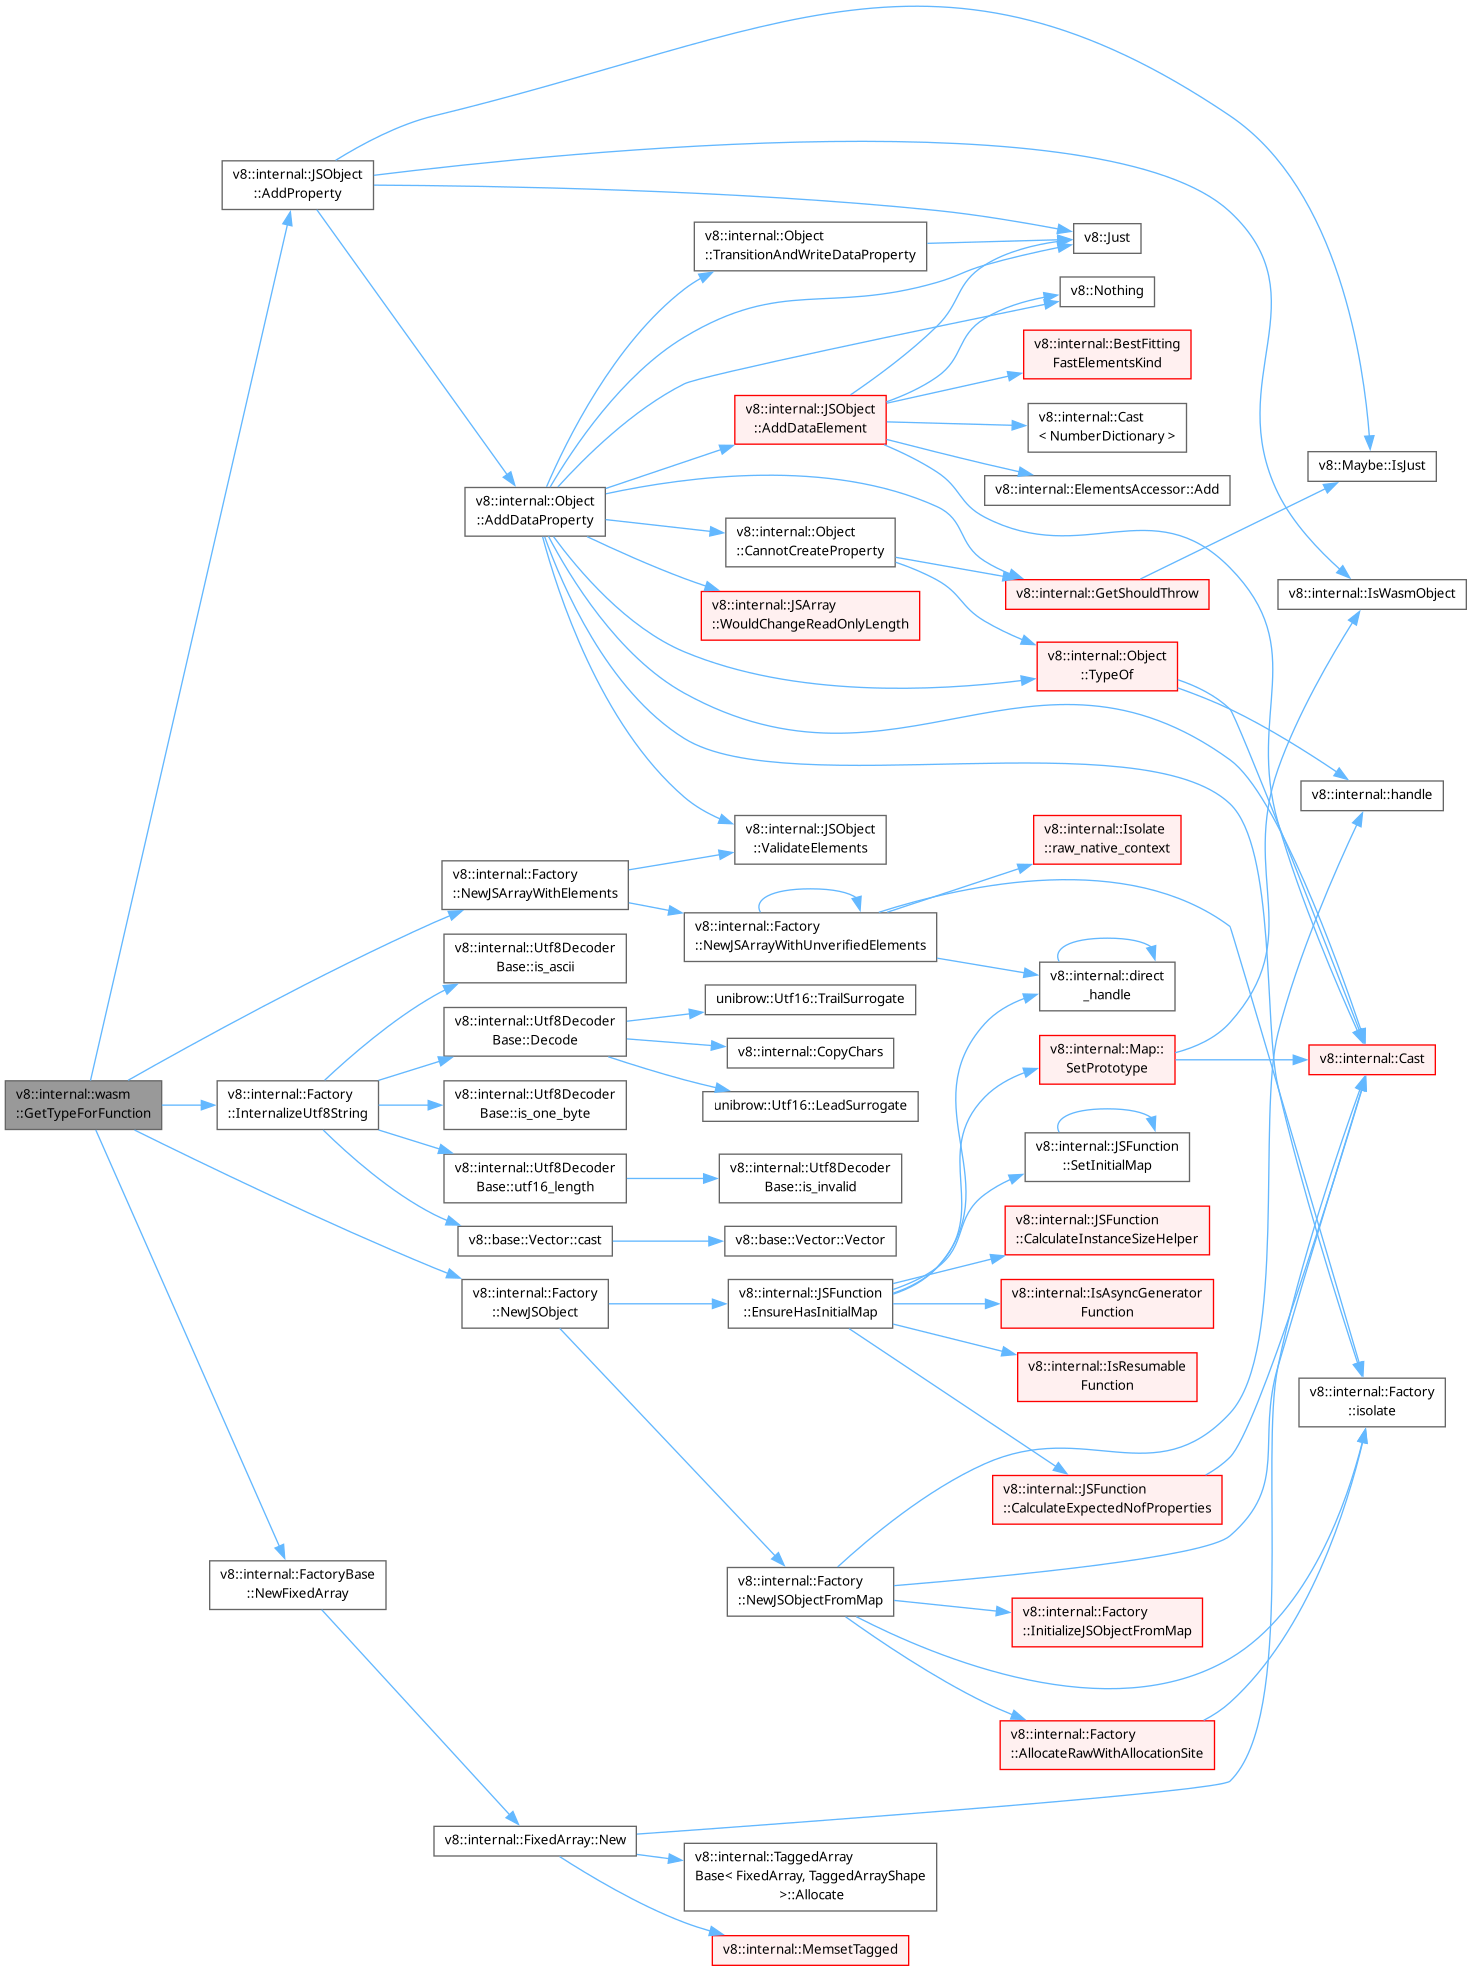 v8::internal::JSObject
::AddProperty
v8::internal::Object
::TransitionAndWriteDataProperty
v8::Just
v8::Nothing
v8::internal::BestFitting
FastElementsKind
v8::internal::JSObject
::AddDataElement
v8::internal::Cast
< NumberDictionary >
v8::Maybe::IsJust
v8::internal::ElementsAccessor::Add
v8::internal::Object
::AddDataProperty
v8::internal::Object
::CannotCreateProperty
v8::internal::GetShouldThrow
v8::internal::IsWasmObject
v8::internal::JSArray
::WouldChangeReadOnlyLength
v8::internal::Object
::TypeOf
v8::internal::handle
v8::internal::JSObject
::ValidateElements
v8::internal::Isolate
::raw_native_context
v8::internal::Factory
::NewJSArrayWithElements
v8::internal::Factory
::NewJSArrayWithUnverifiedElements
v8::internal::Utf8Decoder
Base::is_ascii
v8::internal::direct
_handle
unibrow::Utf16::TrailSurrogate
v8::internal::Utf8Decoder
Base::Decode
v8::internal::CopyChars
v8::internal::Map::
SetPrototype
v8::internal::Cast
v8::internal::wasm
::GetTypeForFunction
v8::internal::Factory
::InternalizeUtf8String
v8::internal::Utf8Decoder
Base::is_one_byte
unibrow::Utf16::LeadSurrogate
v8::internal::JSFunction
::SetInitialMap
v8::internal::Utf8Decoder
Base::utf16_length
v8::internal::Utf8Decoder
Base::is_invalid
v8::base::Vector::cast
v8::base::Vector::Vector
v8::internal::JSFunction
::CalculateInstanceSizeHelper
v8::internal::Factory
::NewJSObject
v8::internal::JSFunction
::EnsureHasInitialMap
v8::internal::IsAsyncGenerator
Function
v8::internal::IsResumable
Function
v8::internal::Factory
::isolate
v8::internal::JSFunction
::CalculateExpectedNofProperties
v8::internal::FactoryBase
::NewFixedArray
v8::internal::Factory
::NewJSObjectFromMap
v8::internal::Factory
::InitializeJSObjectFromMap
v8::internal::Factory
::AllocateRawWithAllocationSite
v8::internal::FixedArray::New
v8::internal::TaggedArray
Base< FixedArray, TaggedArrayShape
>::Allocate
v8::internal::MemsetTagged